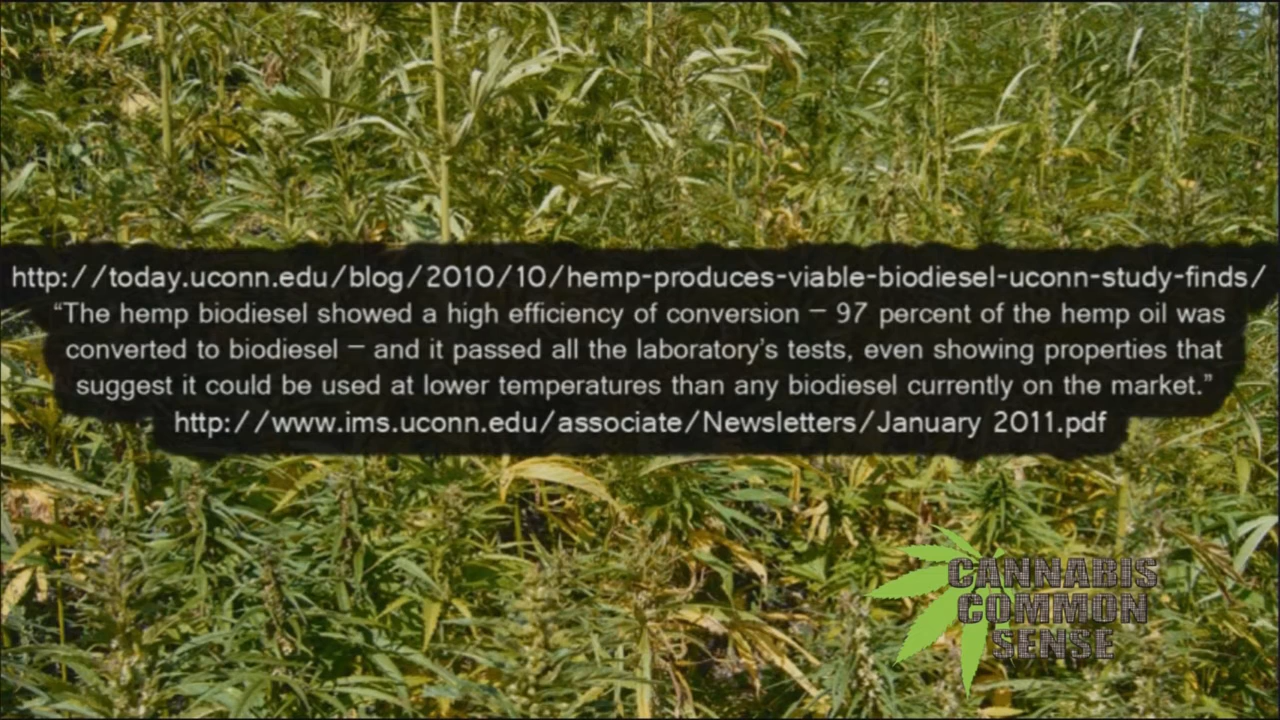 http://today.uconn.edu/blog/2010/10/hemp-produces-viable-biodiesel-uconn-study-finds/
“The hemp biodiesel showed a high efficiency of conversion – 97 percent of the hemp oil was
converted to biodiesel – and it passed all the laboratory’s tests, even showing properties that
suggest it could be used at lower temperatures than any biodiesel currently on the market.”
http://www.ims.uconn.edu/associate/Newsletters/January 2011.pdf
CANNABIS
COMMON
SENSE